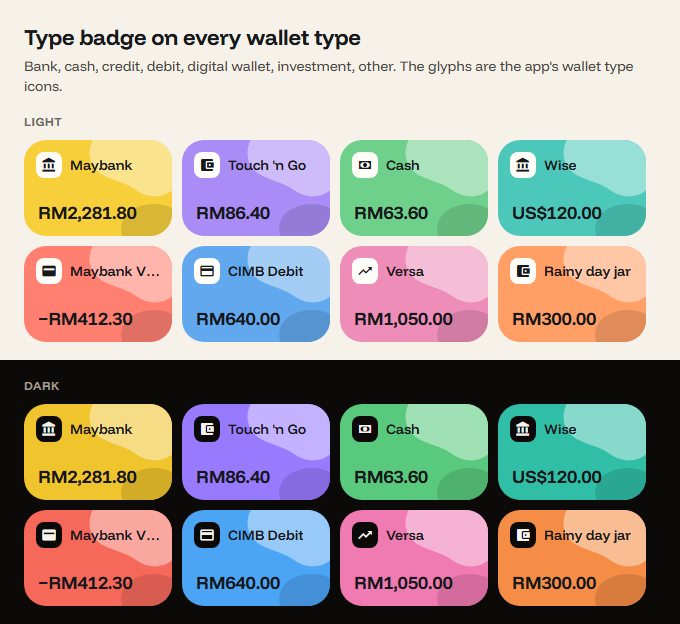 Type badge on every wallet type
Bank, cash, credit, debit, digital wallet, investment, other. The glyphs are the app's wallet type
icons.
LIGHT
Maybank
RM2,281.80
Touch 'n Go
RM86.40
Cash
RM63.60
Wise
US$120.00
Maybank V...
−RM412.30
CIMB Debit
RM640.00
Versa
RM1,050.00
Rainy day jar
RM300.00
DARK
Maybank
RM2,281.80
Touch 'n Go
RM86.40
Cash
RM63.60
Wise
US$120.00
Maybank V...
−RM412.30
CIMB Debit
RM640.00
Versa
RM1,050.00
Rainy day jar
RM300.00